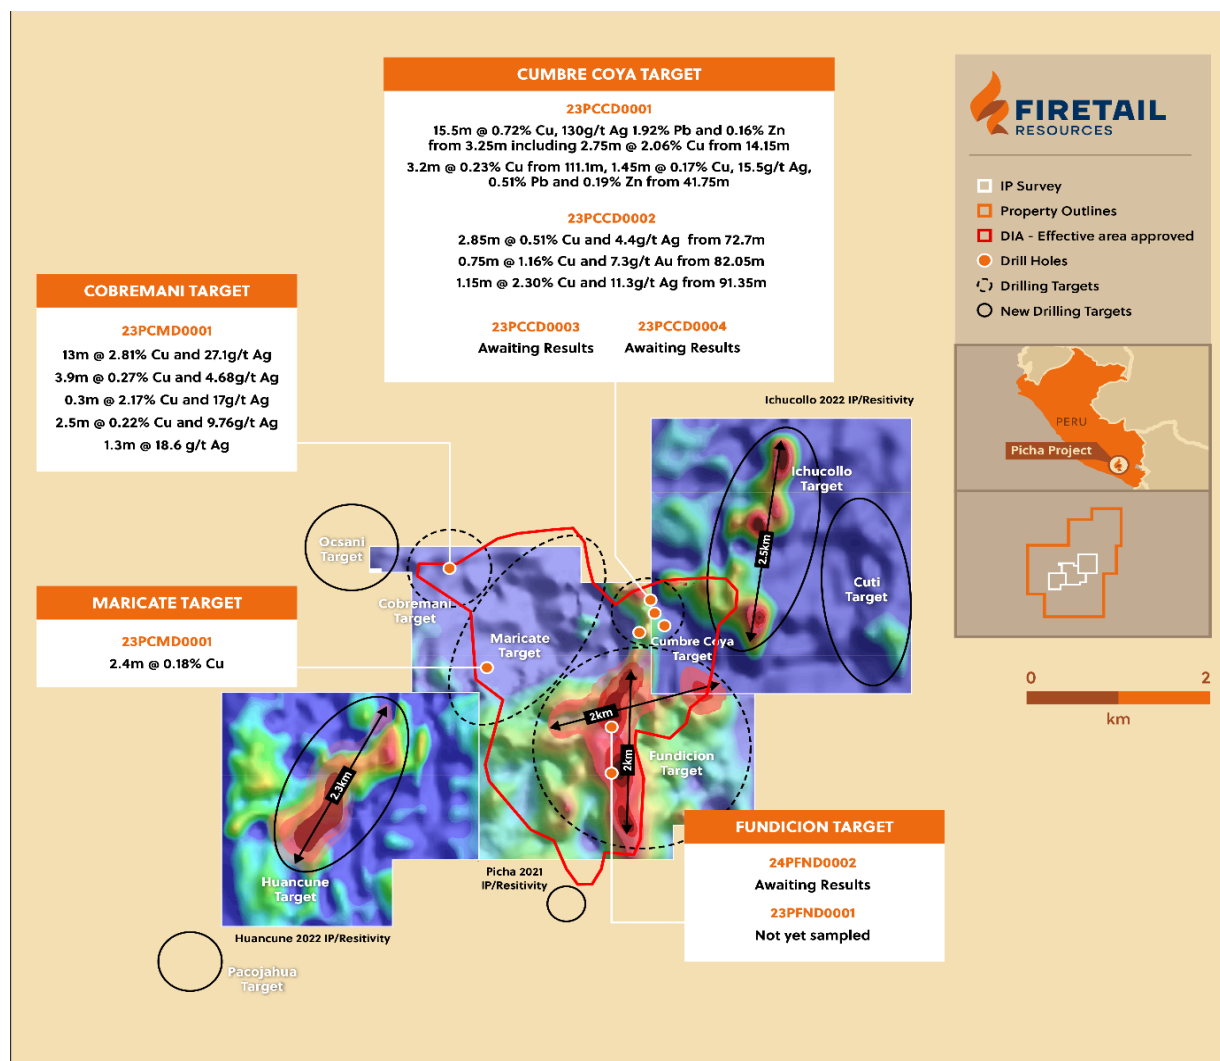 CUMBRE COYA TARGET
23PCCD0001
15.5m @ 0.72% Cu, 130g/t Ag 1.92% Pb and 0.16% Zn
from 3.25m including 2.75m @ 2.06% Cu from 14.15m
3.2m @ 0.23% Cu from 111.1m, 1.45m @ 0.17% Cu, 15.5g/t Ag,
0.51% Pb and 0.19% Zn from 41.75m
23PCCD0002
2.85m @ 0.51% Cu and 4.4g/t Ag from 72.7m
0.75m @ 1.16% Cu and 7.3g/t Au from 82.05m
1.15m @ 2.30% Cu and 11.3g/t Ag from 91.35m
23PCCD0003
Awaiting Results
23PCCD0004
Awaiting Results
FIRETAIL
RESOURCES
IP Survey
Property Outlines
DIA - Effective area approved
Drill Holes
Drilling Targets
New Drilling Targets
PERU
Picha Project
0
2
km
COBREMANI TARGET
23PCMD0001
13m @ 2.81% Cu and 27.1g/t Ag
3.9m @ 0.27% Cu and 4.68g/t Ag
0.3m @ 2.17% Cu and 17g/t Ag
2.5m @ 0.22% Cu and 9.76g/t Ag
1.3m @ 18.6 g/t Ag
Ichucollo 2022 IP/Resitivity
Ichucollo
Target
2.5km
Cuti
Target
Ocsani
Target
Cobremani
Target
MARICATE TARGET
23PCMD0001
2.4m @ 0.18% Cu
Maricate
Target
Cumbre Coya
Target
2km
2km
Fundicion
Target
2.3km
Huancune
Target
Huancune 2022 IP/Resitivity
Picha 2021
IP/Resitivity
Pacojahua
Target
FUNDICION TARGET
24PFND0002
Awaiting Results
23PFND0001
Not yet sampled